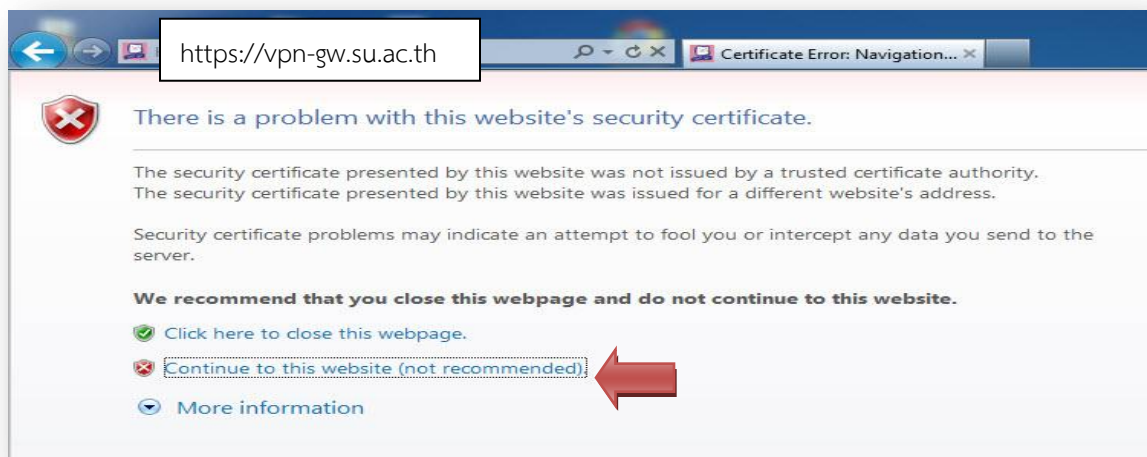 https://vpn-gw.su.ac.th
Certificate Error: Navigation...
There is a problem with this website's security certificate.
The security certificate presented by this website was not issued by a trusted certificate authority.
The security certificate presented by this website was issued for a different website's address.
Security certificate problems may indicate an attempt to fool you or intercept any data you send to the
server.
We recommend that you close this webpage and do not continue to this website.
Click here to close this webpage.
Continue to this website (not recommended).
More information